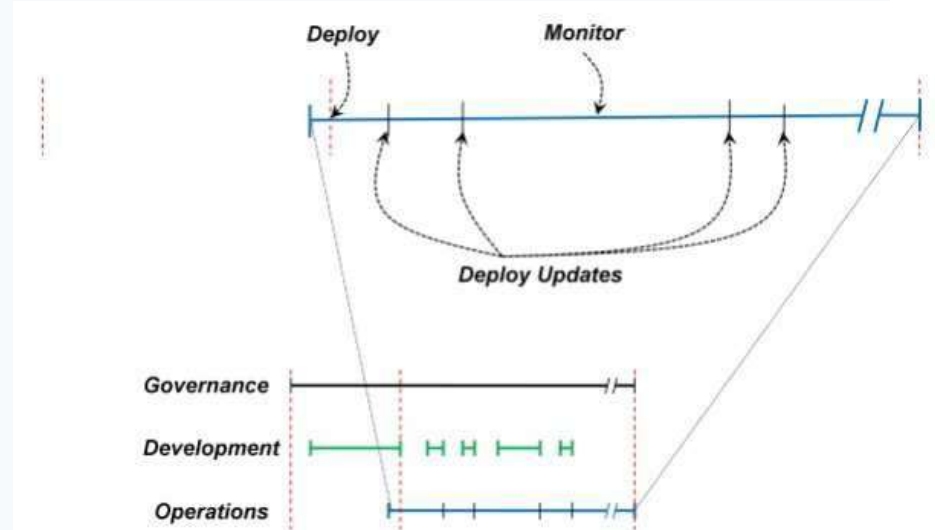 Deploy
Monitor
Deploy Updates
Governance
Development
Operations